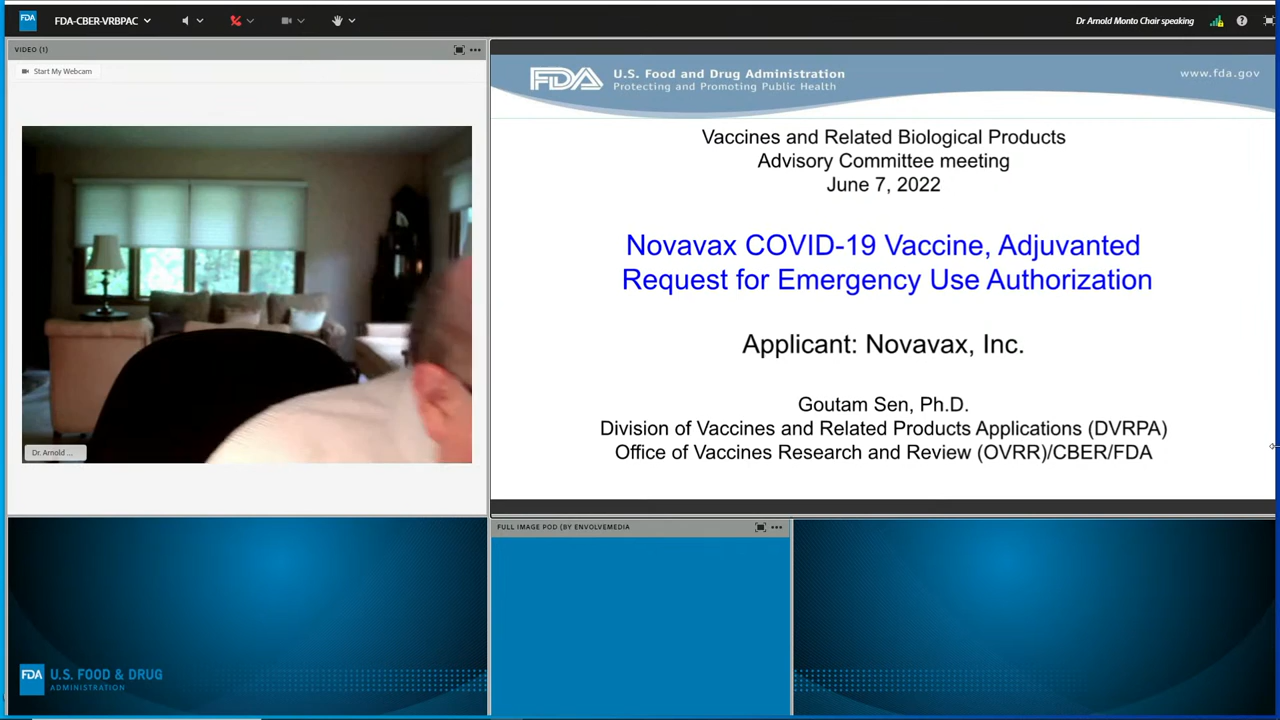 FDA
FDA-CBER-VRBPAC
Dr Arnold Monto Chair speaking
VIDEO (1)
Start My Webcam
Dr. Arnold ...
FDA
U.S. Food and Drug Administration
Protecting and Promoting Public Health
www.fda.gov
Vaccines and Related Biological Products
Advisory Committee meeting
June 7, 2022
Novavax COVID-19 Vaccine, Adjuvanted
Request for Emergency Use Authorization
Applicant: Novavax, Inc.
Goutam Sen, Ph.D.
Division of Vaccines and Related Products Applications (DVRPA)
Office of Vaccines Research and Review (OVRR)/CBER/FDA
FULL IMAGE POD (BY ENVOLVEMEDIA
FDA
U.S. FOOD & DRUG
ADMINISTRATION